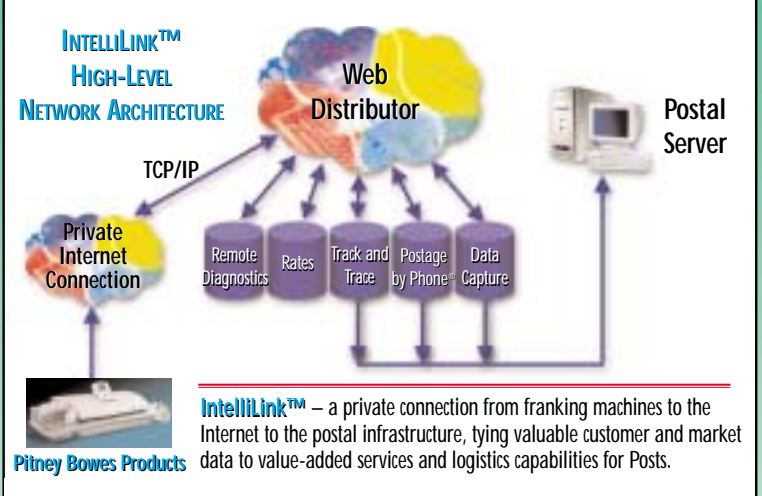 INTELLILINK™
HIGH-LEVEL
NETWORK ARCHITECTURE
Web
Distributor
Postal
Server
TCP/IP
Private
Internet
Connection
Remote
Diagnostics
Rates
Track and
Trace
Postage
by Phone®
Data
Capture
Pitney Bowes Products
IntelliLink™ – a private connection from franking machines to the
Internet to the postal infrastructure, tying valuable customer and market
data to value-added services and logistics capabilities for Posts.